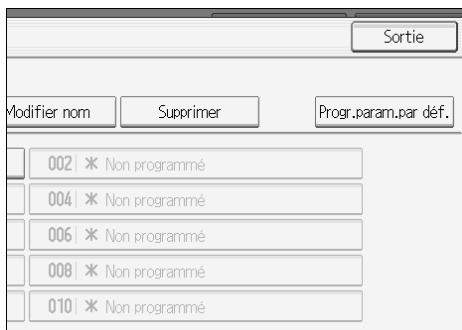 Sortie
Modifier nom Supprimer Progr.param.par déf.
002 * Non programmé
004 * Non programmé
006 * Non programmé
008 * Non programmé
010 * Non programmé